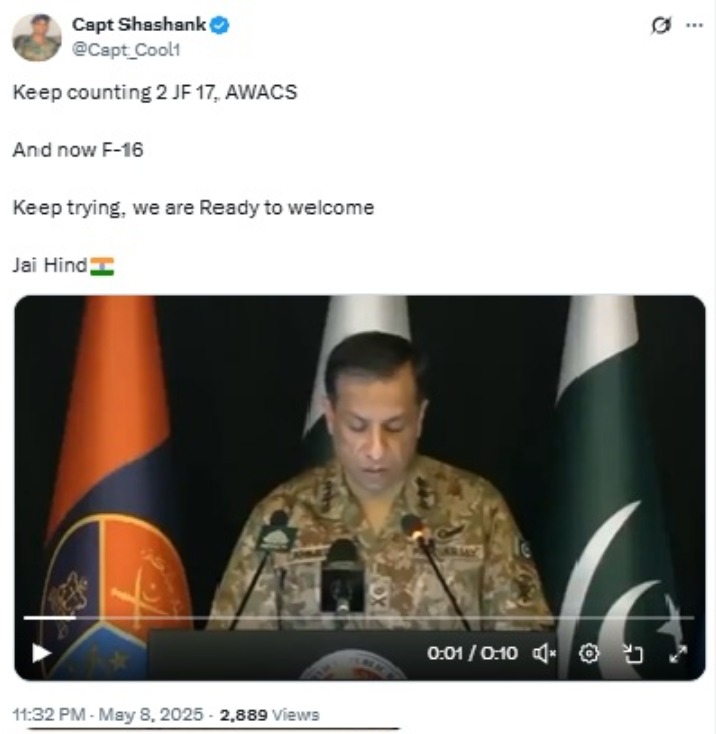 Capt Shashank
@Capt_Cool1
Keep counting 2 JF 17, AWACS
And now F-16
Keep trying, we are Ready to welcome
Jai Hind🇮🇳
0:01 / 0:10
11:32 PM · May 8, 2025 · 2,889 Views